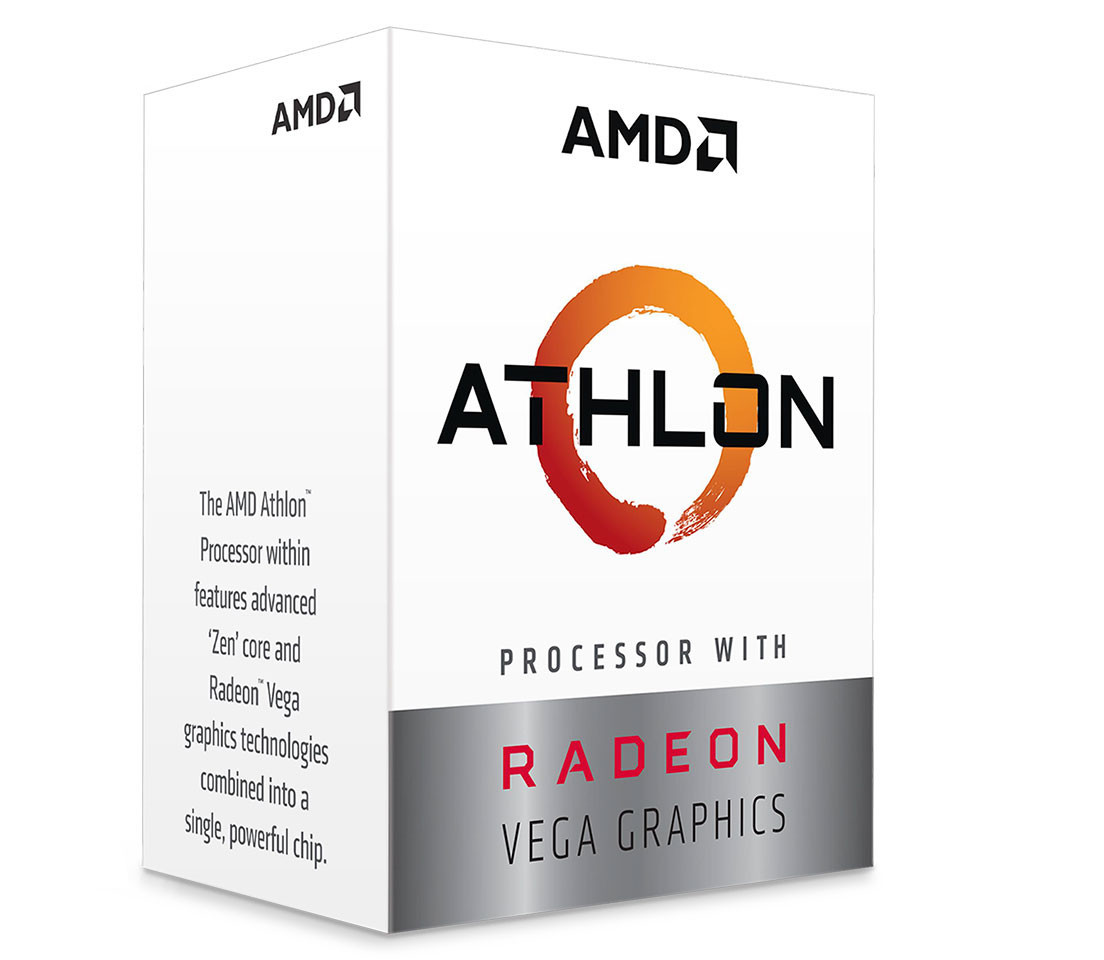 AMD
The AMD Athlon™
Processor within
features advanced
‘Zen’ core and
Radeon™ Vega
graphics technologies
combined into a
single, powerful chip.
AMD
ATHLON
PROCESSOR WITH
RADEON
VEGA GRAPHICS